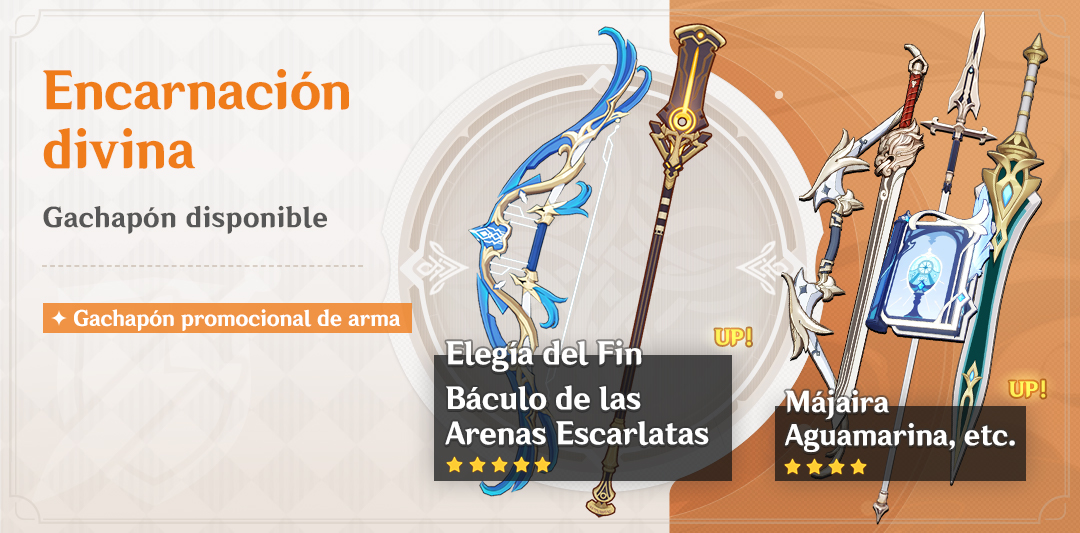 Encarnación
divina
Gachapón disponible
✦ Gachapón promocional de arma
UP!
Elegía del Fin
Báculo de las
Arenas Escarlatas
★★★★★
UP!
Májaira
Aguamarina, etc.
★★★★